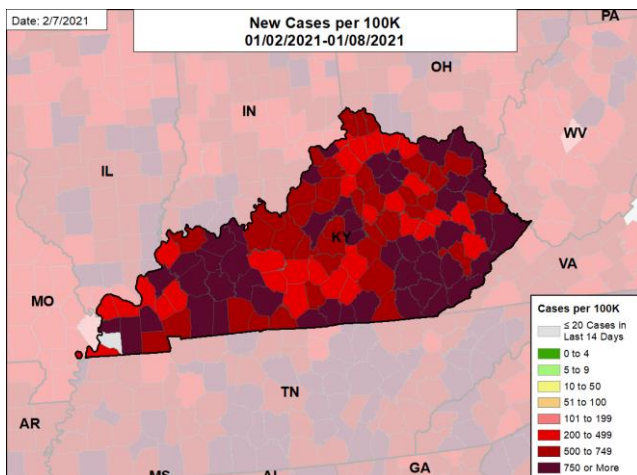 Date: 2/7/2021
New Cases per 100K
01/02/2021-01/08/2021
PA
OH
IN
IL
WV
KY
VA
MO
TN
AR
MS
AL
GA
Cases per 100K
≤ 20 Cases in
Last 14 Days
0 to 4
5 to 9
10 to 50
51 to 100
101 to 199
200 to 499
500 to 749
750 or More